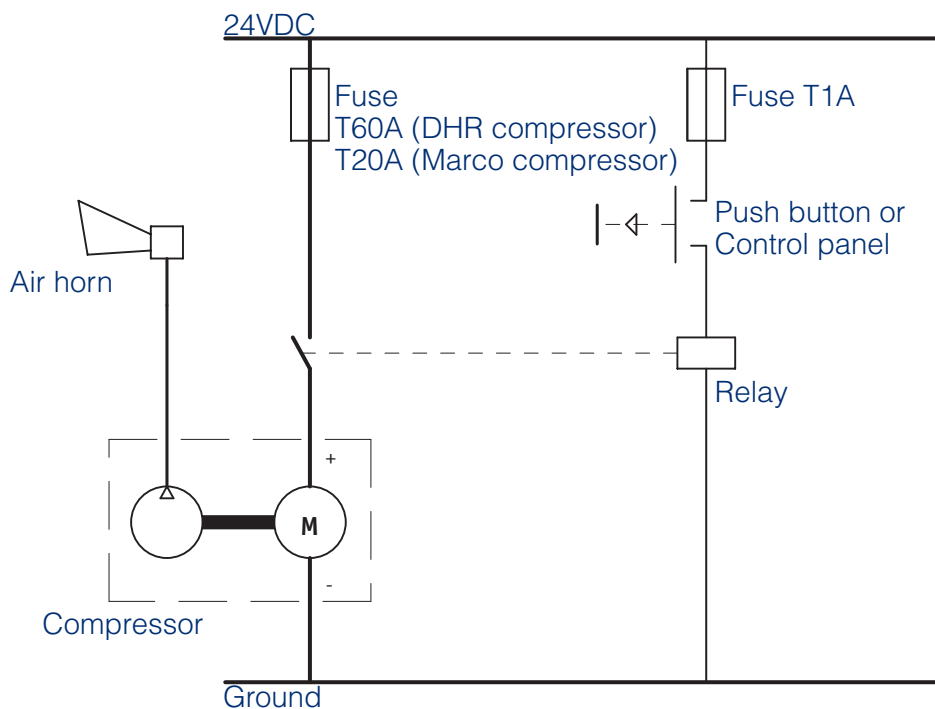 24VDC
Fuse
T60A (DHR compressor)
T20A (Marco compressor)
Fuse T1A
Push button or
Control panel
Air horn
Relay
+
M
-
Compressor
Ground